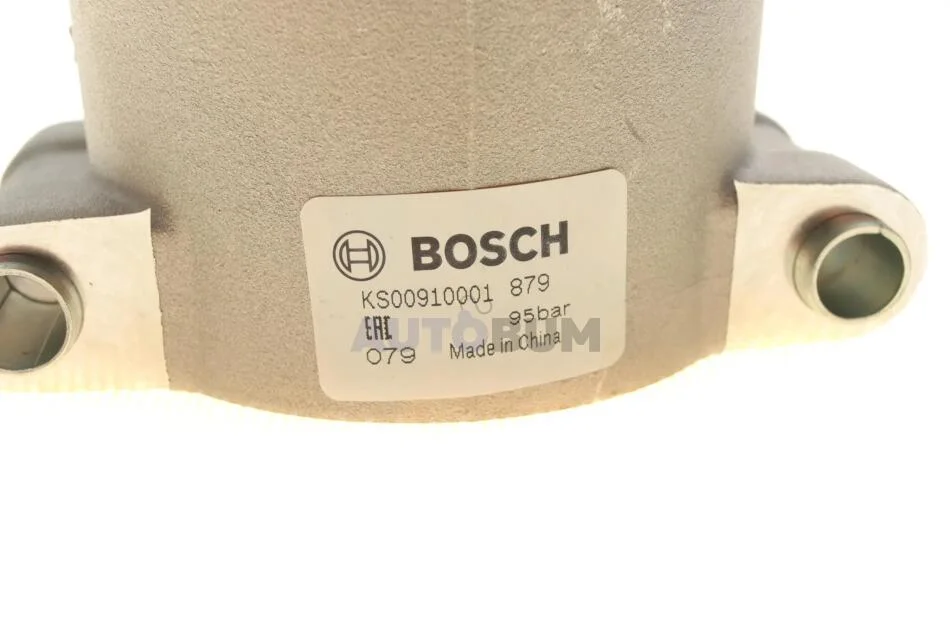 BOSCH
KS00910001 879
EAC 95bar
AUTOBUM
079 Made in China